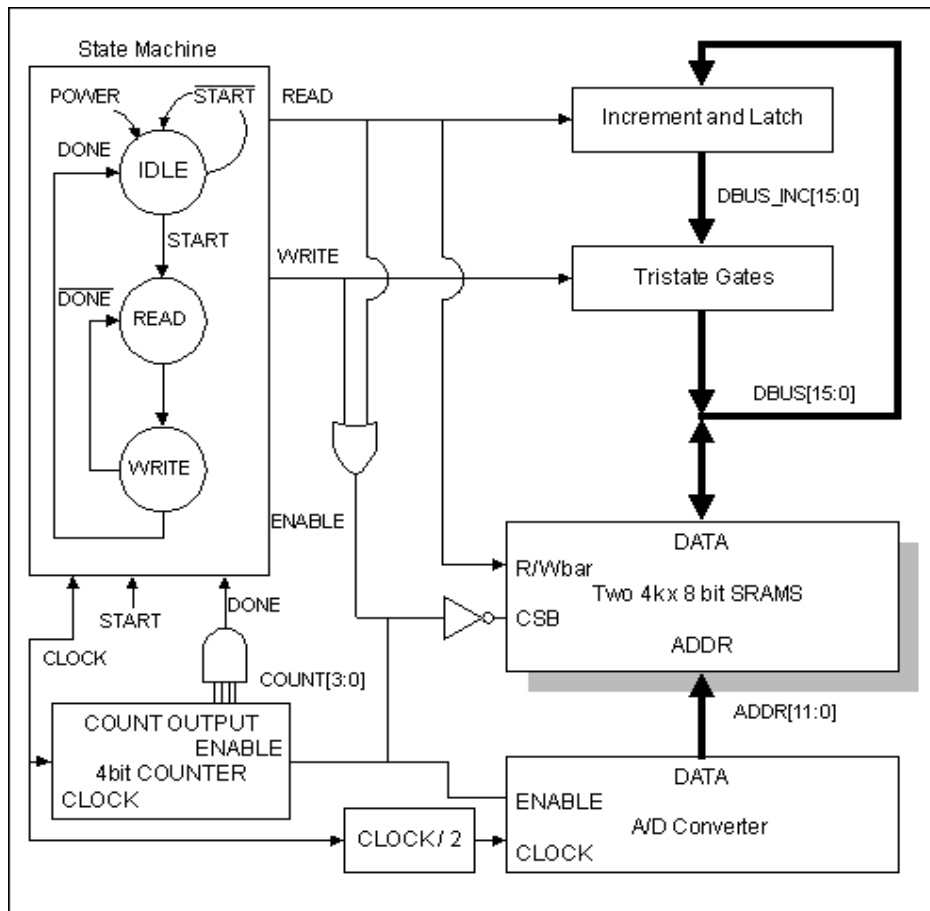 State Machine
POWER
START
READ
DONE
IDLE
START
WRITE
DONE
READ
WRITE
ENABLE
Increment and Latch
DBUS_INC[15:0]
Tristate Gates
DBUS[15:0]
DATA
R/Wbar
Two 4k x 8 bit SRAMS
CSB
ADDR
DONE
START
CLOCK
COUNT[3:0]
ADDR[11:0]
COUNT OUTPUT
ENABLE
4bit COUNTER
CLOCK
CLOCK / 2
DATA
ENABLE
A/D Converter
CLOCK